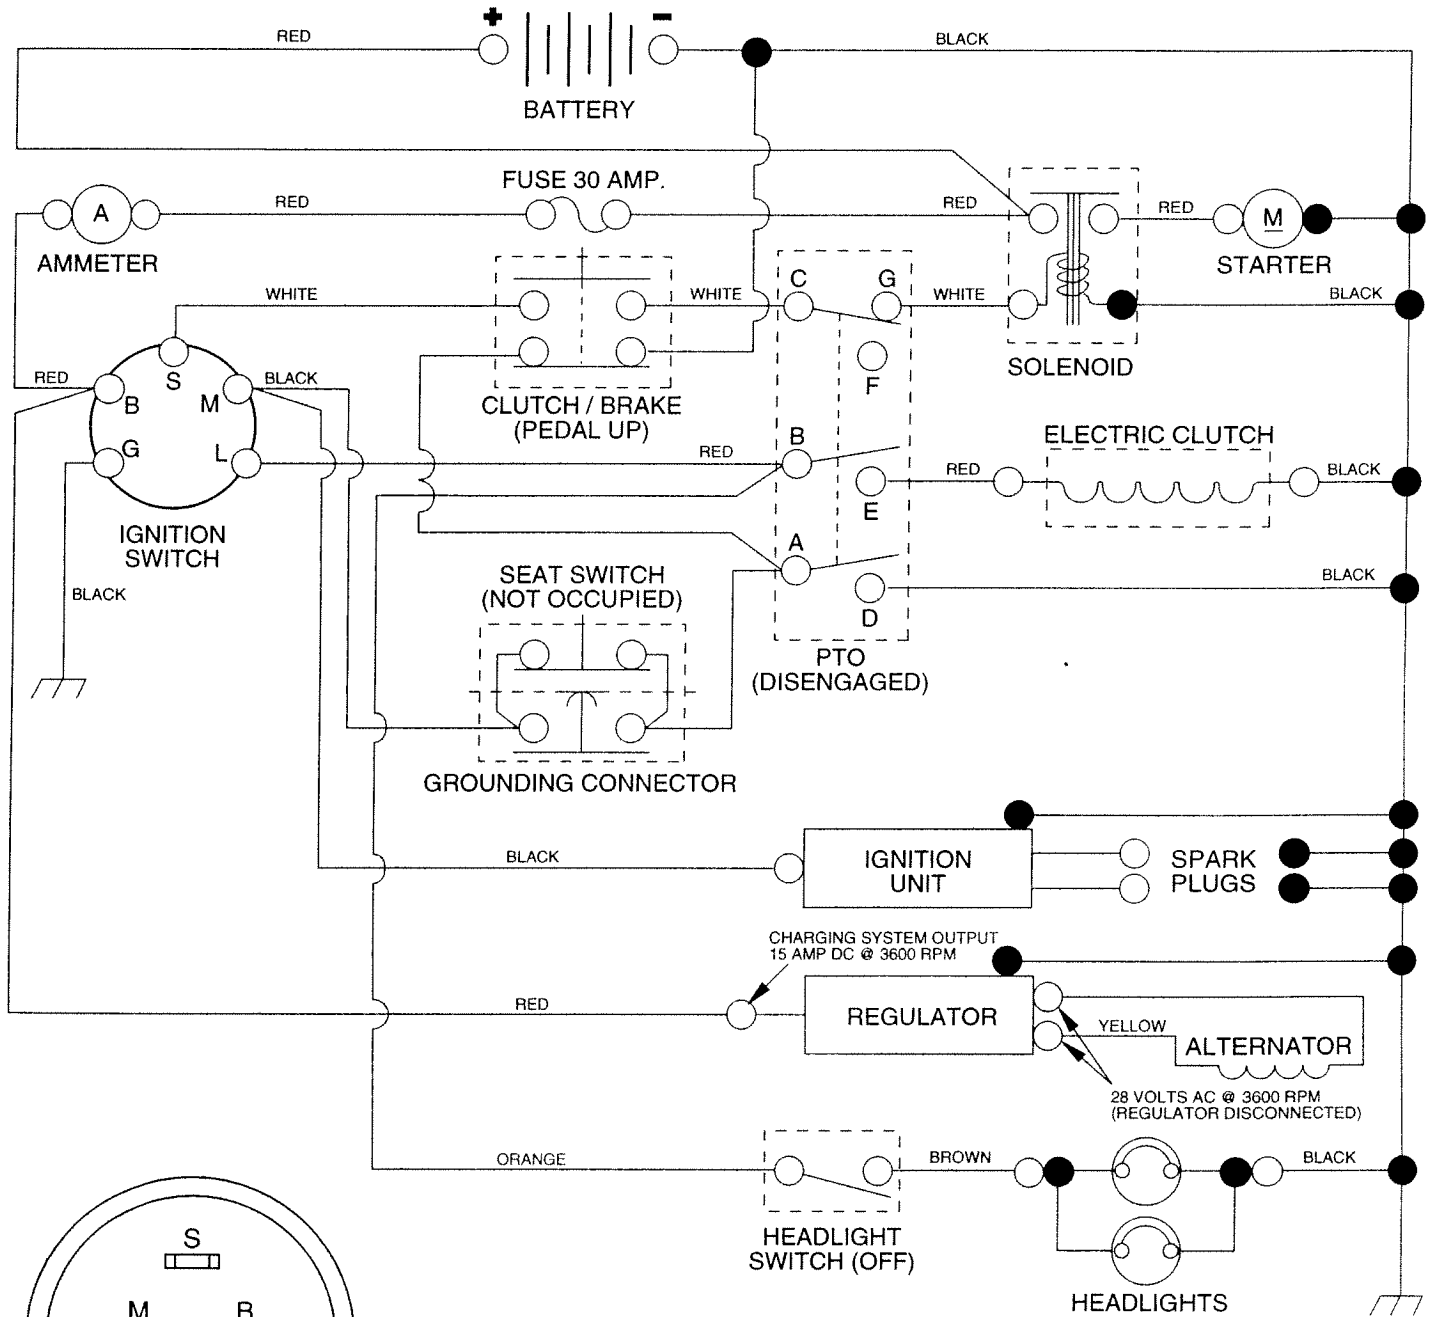 + −
RED
BLACK
BATTERY
FUSE 30 AMP.
RED
RED
RED
A
M
AMMETER
STARTER
WHITE
WHITE
C G
WHITE
BLACK
SOLENOID
F
RED
S
BLACK
B
M
G
L
CLUTCH / BRAKE
(PEDAL UP)
B
RED
ELECTRIC CLUTCH
RED
BLACK
E
IGNITION
SWITCH
A
SEAT SWITCH
(NOT OCCUPIED)
BLACK
BLACK
D
PTO
(DISENGAGED)
GROUNDING CONNECTOR
BLACK
IGNITION
UNIT
SPARK
PLUGS
CHARGING SYSTEM OUTPUT
15 AMP DC @ 3600 RPM
RED
REGULATOR
YELLOW
ALTERNATOR
28 VOLTS AC @ 3600 RPM
(REGULATOR DISCONNECTED)
ORANGE
BROWN
BLACK
HEADLIGHT
SWITCH (OFF)
HEADLIGHTS
S
M B